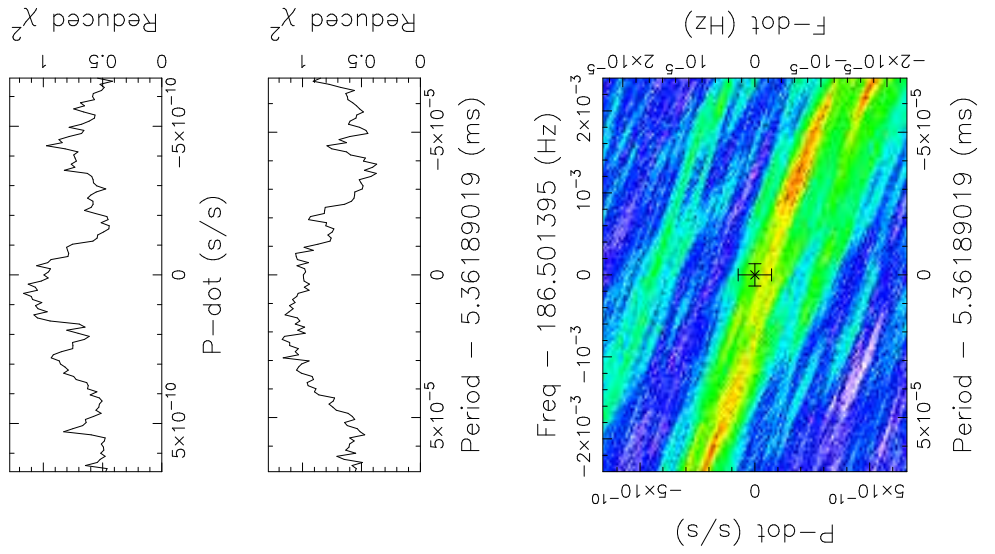 Reduced χ²
1 0.5 0
−5×10⁻¹⁰ 0 5×10⁻¹⁰
P−dot (s/s)
Reduced χ²
1 0.5 0
−5×10⁻⁵ 0 5×10⁻⁵
Period − 5.36189019 (ms)
Freq − 186.501395 (Hz)
−2×10⁻³ −10⁻³ 0 10⁻³ 2×10⁻³
F−dot (Hz)
2×10⁻⁵ 10⁻⁵ 0 −10⁻⁵ −2×10⁻⁵
−5×10⁻¹⁰ 0 5×10⁻¹⁰
P−dot (s/s)
−5×10⁻⁵ 0 5×10⁻⁵
Period − 5.36189019 (ms)